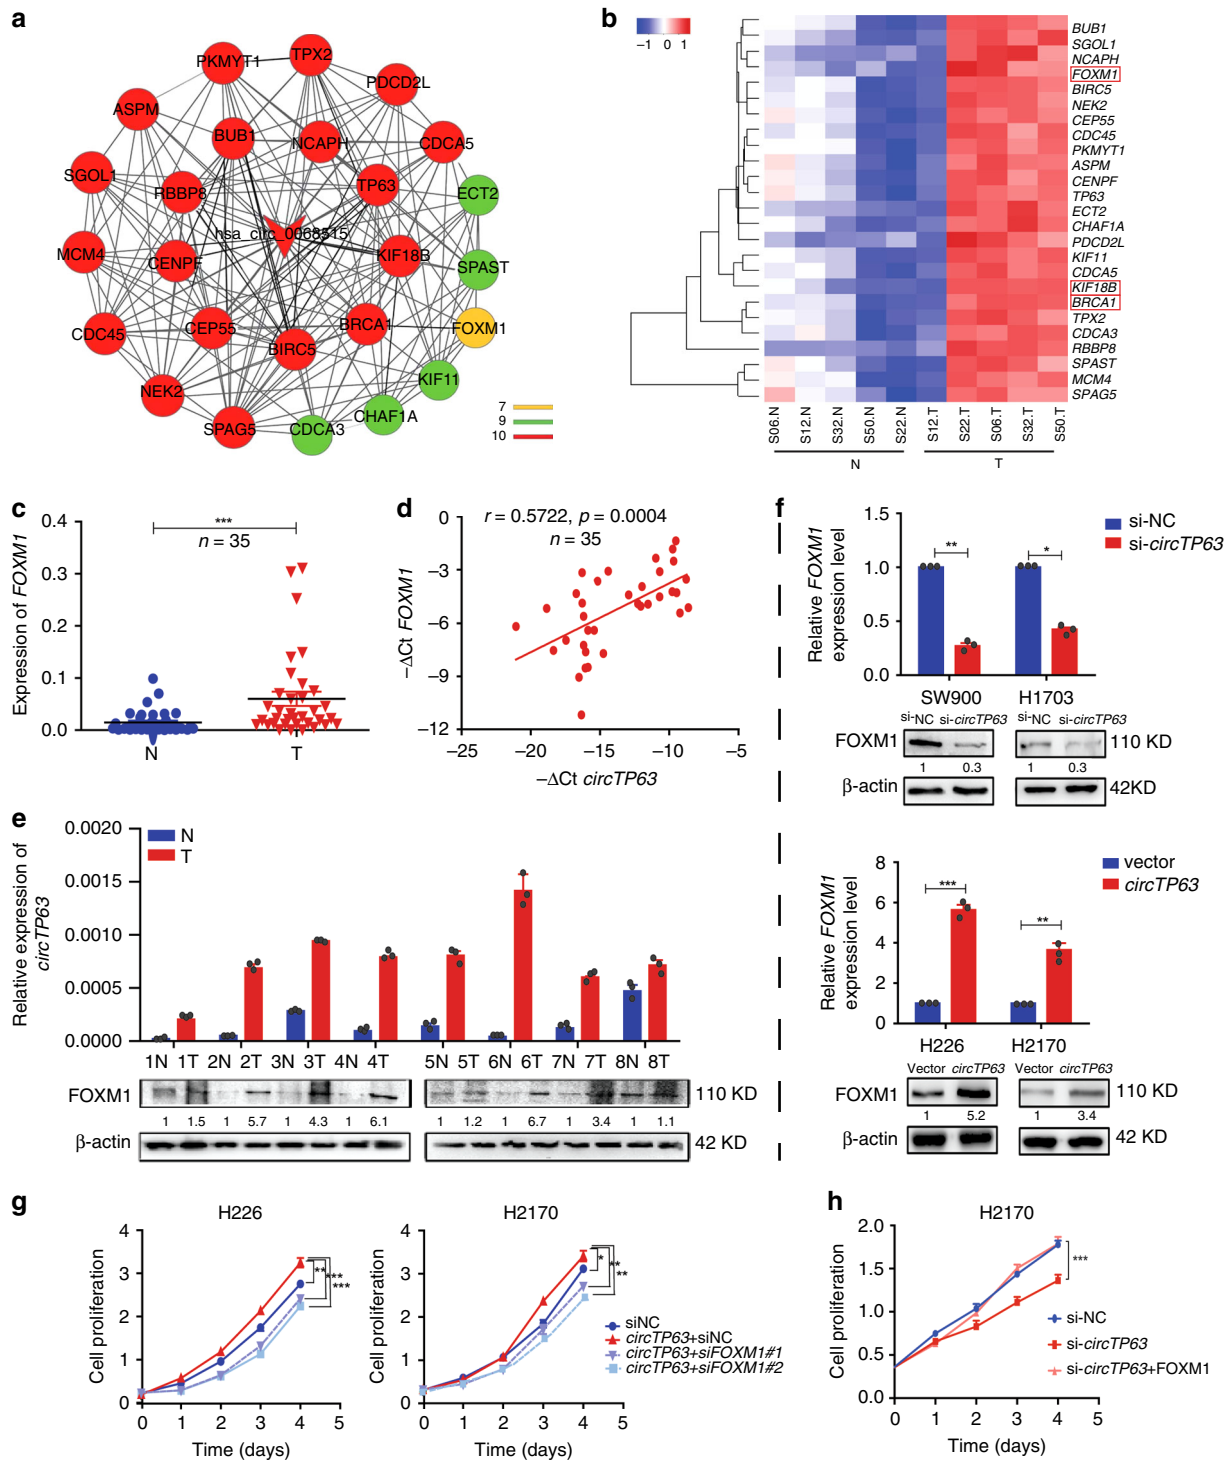 a
PKMYT1
TPX2
PDCD2L
ASPM
BUB1
NCAPH
CDCA5
SGOL1
RBBP8
TP63
ECT2
hsa_circ_0068515
MCM4
CENPF
KIF18B
SPAST
CDC45
CEP55
BRCA1
FOXM1
BIRC5
NEK2
KIF11
SPAG5
CDCA3
CHAF1A
7
9
10
b
−1 0 1
BUB1
SGOL1
NCAPH
FOXM1
BIRC5
NEK2
CEP55
CDC45
PKMYT1
ASPM
CENPF
TP63
ECT2
CHAF1A
PDCD2L
KIF11
CDCA5
KIF18B
BRCA1
TPX2
CDCA3
RBBP8
SPAST
MCM4
SPAG5
S06.N S12.N S32.N S50.N S22.N S12.T S22.T S06.T S32.T S50.T
N T
c
Expression of FOXM1
0.4
0.3
0.2
0.1
0.0
***
n = 35
N T
d
r = 0.5722, p = 0.0004
n = 35
−ΔCt FOXM1
0
−3
−6
−9
−12
−25 −20 −15 −10 −5
−ΔCt circTP63
e
Relative expression of
circTP63
N
T
0.0020
0.0015
0.0010
0.0005
0.0000
1N 1T 2N 2T 3N 3T 4N 4T 5N 5T 6N 6T 7N 7T 8N 8T
FOXM1 110 KD
1 1.5 1 5.7 1 4.3 1 6.1 1 1.2 1 6.7 1 3.4 1 1.1
β-actin 42 KD
f
si-NC
si-circTP63
Relative FOXM1
expression level
1.5
1.0
0.5
0.0
** *
SW900 H1703
si-NC si-circTP63 si-NC si-circTP63
FOXM1 110 KD
1 0.3 1 0.3
β-actin 42KD
vector
circTP63
Relative FOXM1
expression level
8
6
4
2
0
*** **
H226 H2170
Vector circTP63 Vector circTP63
FOXM1 110 KD
1 5.2 1 3.4
β-actin 42 KD
g
H226
Cell proliferation
4
3
2
1
0
** *** ***
0 1 2 3 4 5
Time (days)
H2170
Cell proliferation
4
3
2
1
0
* ** **
0 1 2 3 4 5
Time (days)
siNC
circTP63+siNC
circTP63+siFOXM1#1
circTP63+siFOXM1#2
h
H2170
Cell proliferation
2.0
1.5
1.0
0.5
0.0
***
si-NC
si-circTP63
si-circTP63+FOXM1
0 1 2 3 4 5
Time (days)